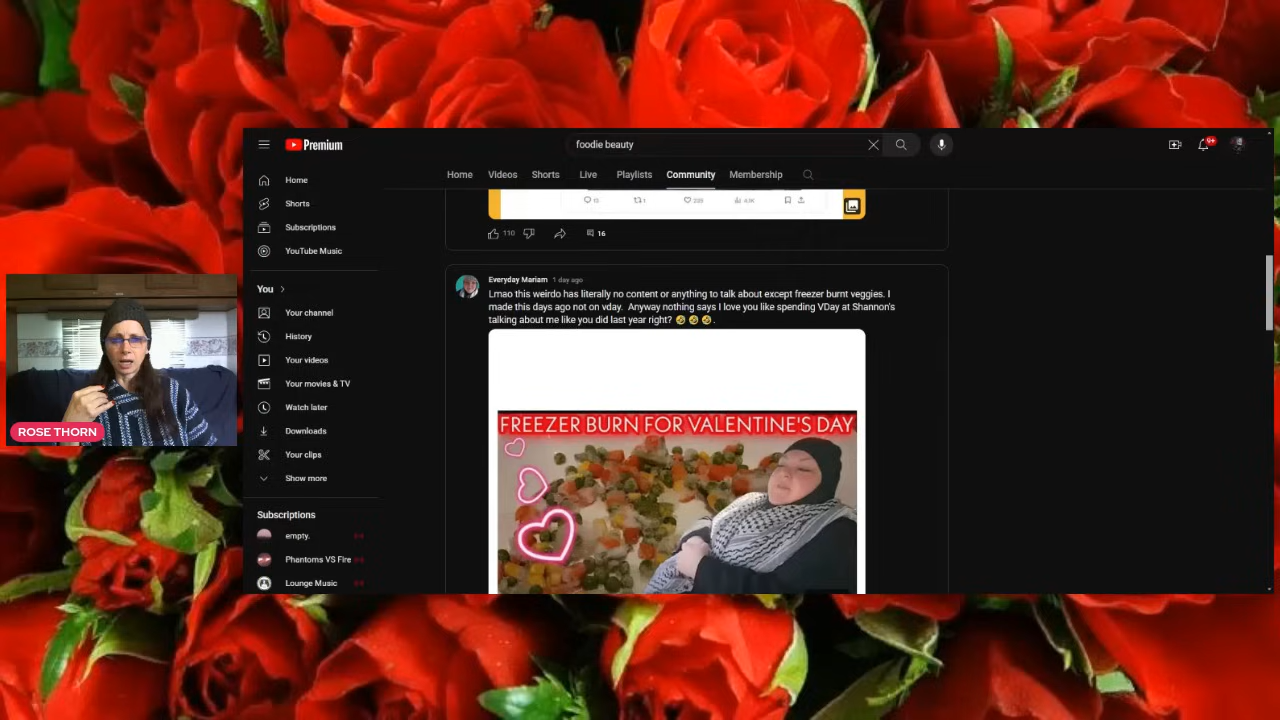 Premium
foodie beauty
9+
Home
Videos
Shorts
Live
Playlists
Community
Membership
Home
Shorts
Subscriptions
YouTube Music
You
Your channel
History
Your videos
Your movies & TV
Watch later
Downloads
Your clips
Show more
Subscriptions
empty.
Phantoms VS Fire
Lounge Music
110
16
Everyday Mariam 1 day ago
Lmao this weirdo has literally no content or anything to talk about except freezer burnt veggies. I
made this days ago not on vday. Anyway nothing says I love you like spending VDay at Shannon's
talking about me like you did last year right? 🤣 🤣 🤣 .
FREEZER BURN FOR VALENTINE'S DAY
ROSE THORN